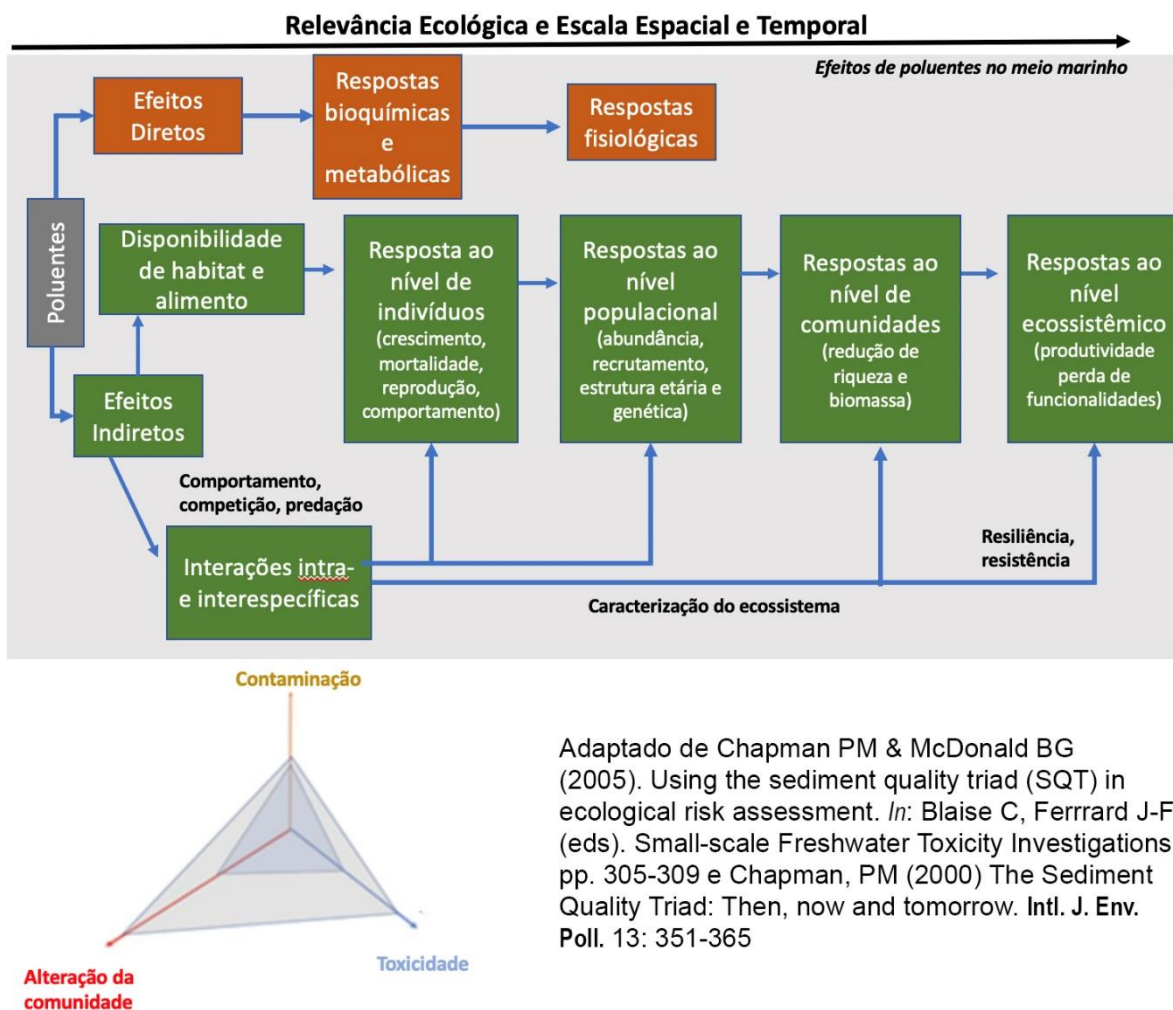 Relevância Ecológica e Escala Espacial e Temporal
Efeitos de poluentes no meio marinho
Efeitos
Diretos
Respostas
bioquímicas
e
metabólicas
Respostas
fisiológicas
Poluentes
Disponibilidade
de habitat e
alimento
Resposta ao
nível de
indivíduos
(crescimento,
mortalidade,
reprodução,
comportamento)
Respostas ao
nível
populacional
(abundância,
recrutamento,
estrutura etária e
genética)
Respostas ao
nível de
comunidades
(redução de
riqueza e
biomassa)
Respostas ao
nível
ecossistêmico
(produtividade
perda de
funcionalidades)
Efeitos
Indiretos
Comportamento,
competição, predação
Interações intra-
e interespecíficas
Resiliência,
resistência
Caracterização do ecossistema
Contaminação
Alteração da
comunidade
Toxicidade
Adaptado de Chapman PM & McDonald BG
(2005). Using the sediment quality triad (SQT) in
ecological risk assessment. In: Blaise C, Ferrrard J-F
(eds). Small-scale Freshwater Toxicity Investigations
pp. 305-309 e Chapman, PM (2000) The Sediment
Quality Triad: Then, now and tomorrow. Intl. J. Env.
Poll. 13: 351-365